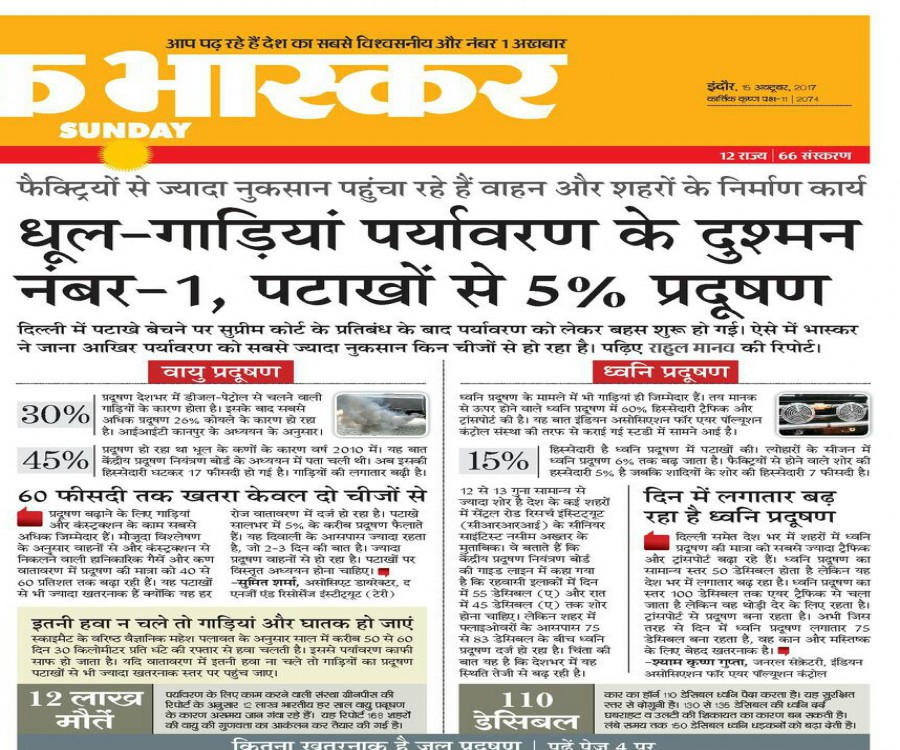 आप पढ़ रहे हैं देश का सबसे विश्वसनीय और नंबर 1 अखबार
क भास्कर
SUNDAY
इंदौर, 15 अक्टूबर, 2017
कार्तिक कृष्ण पक्ष-11 | 2074
12 राज्य | 66 संस्करण
फैक्ट्रियों से ज्यादा नुकसान पहुंचा रहे हैं वाहन और शहरों के निर्माण कार्य
धूल-गाड़ियां पर्यावरण के दुश्मन
नंबर-1, पटाखों से 5% प्रदूषण
दिल्ली में पटाखे बेचने पर सुप्रीम कोर्ट के प्रतिबंध के बाद पर्यावरण को लेकर बहस शुरू हो गई। ऐसे में भास्कर
ने जाना आखिर पर्यावरण को सबसे ज्यादा नुकसान किन चीजों से हो रहा है। पढ़िए राहुल मानव की रिपोर्ट।
वायु प्रदूषण
30%
प्रदूषण देशभर में डीजल-पेट्रोल से चलने वाली
गाड़ियों के कारण होता है। इसके बाद सबसे
अधिक प्रदूषण 26% कोयले के कारण हो रहा
है। आईआईटी कानपुर के अध्ययन के अनुसार।
45%
प्रदूषण हो रहा था धूल के कणों के कारण वर्ष 2010 में। यह बात
केंद्रीय प्रदूषण नियंत्रण बोर्ड के अध्ययन में पता चली थी। अब इसकी
हिस्सेदारी घटकर 17 फीसदी हो गई है। गाड़ियों की लगातार बढ़ी है।
60 फीसदी तक खतरा केवल दो चीजों से
प्रदूषण बढ़ाने के लिए गाड़ियां
और कंस्ट्रक्शन के काम सबसे
अधिक जिम्मेदार हैं। मौजूदा विश्लेषण
के अनुसार वाहनों से और कंस्ट्रक्शन से
निकलने वाली हानिकारिक गैसें और कण
वातावरण में प्रदूषण की मात्रा को 40 से
60 प्रतिशत तक बढ़ा रही हैं। यह पटाखों
से भी ज्यादा खतरनाक हैं क्योंकि यह हर
रोज वातावरण में दर्ज हो रहा है। पटाखे
सालभर में 5% के करीब प्रदूषण फैलाते
हैं। यह दिवाली के आसपास ज्यादा रहता
है, जो 2-3 दिन की बात है। ज्यादा
प्रदूषण वाहनों से हो रहा है। पटाखों पर
विस्तृत अध्ययन होना चाहिए।
-सुमित शर्मा, असोसिएट डायरेक्टर, द
एनर्जी एंड रिसोर्सेज इंस्टीट्यूट (टेरी)
इतनी हवा न चले तो गाड़ियां और घातक हो जाएं
स्काइमैट के वरिष्ठ वैज्ञानिक महेश पलावत के अनुसार साल में करीब 50 से 60
दिन 30 किलोमीटर प्रति घंटे की रफ्तार से हवा चलती है। इससे पर्यावरण काफी
साफ हो जाता है। यदि वातावरण में इतनी हवा ना चले तो गाड़ियों का प्रदूषण
पटाखों से भी ज्यादा खतरनाक स्तर पर पहुंच जाए।
12 लाख
मौतें
पर्यावरण के लिए काम करने वाली संस्था ग्रीनपीस की
रिपोर्ट के अनुसार 12 लाख भारतीय हर साल वायु प्रदूषण
के कारण असमय जान गंवा रहे हैं। यह रिपोर्ट 168 शहरों
की वायु की गुणवत्ता का आकलन कर तैयार की गई है।
ध्वनि प्रदूषण
ध्वनि प्रदूषण के मामले में भी गाड़ियां ही जिम्मेदार हैं। तय मानक
से ऊपर होने वाले ध्वनि प्रदूषण में 60% हिस्सेदारी ट्रैफिक और
ट्रांसपोर्ट की है। यह बात इंडियन असोसिएशन फॉर एयर पॉल्यूशन
कंट्रोल संस्था की तरफ से कराई गई स्टडी में सामने आई है।
15%
हिस्सेदारी है ध्वनि प्रदूषण में पटाखों की। त्योहारों के सीजन में
ध्वनि प्रदूषण 6% तक बढ़ जाता है। फैक्ट्रियों से होने वाले शोर की
हिस्सेदारी 5% है जबकि शादियों के शोर की हिस्सेदारी 7 फीसदी है।
12 से 13 गुना सामान्य से
ज्यादा शोर है देश के कई शहरों
में सेंट्रल रोड रिसर्च इंस्टिट्यूट
(सीआरआरआई) के सीनियर
साइंटिस्ट नसीम अख्तर के
मुताबिक। वे बताते हैं कि
केंद्रीय प्रदूषण नियंत्रण बोर्ड
की गाइड लाइन में कहा गया
है कि रहवासी इलाकों में दिन
में 55 डेसिबल (ए) और रात
में 45 डेसिबल (ए) तक शोर
होना चाहिए। लेकिन शहर में
फ्लाइओवरों के आसपास 75
से 83 डेसिबल के बीच ध्वनि
प्रदूषण दर्ज हो रहा है। चिंता की
बात यह है कि देशभर में यह
स्थिति तेजी से बढ़ रही है।
दिन में लगातार बढ़
रहा है ध्वनि प्रदूषण
दिल्ली समेत देश भर में शहरों में ध्वनि
प्रदूषण की मात्रा को सबसे ज्यादा ट्रैफिक
और ट्रांसपोर्ट बढ़ा रहे हैं। ध्वनि प्रदूषण का
सामान्य स्तर 50 डेसिबल होता है लेकिन यह
देश भर में लगातार बढ़ रहा है। ध्वनि प्रदूषण का
स्तर 100 डेसिबल तक एयर ट्रैफिक से चला
जाता है लेकिन वह थोड़ी देर के लिए रहता है।
ट्रांसपोर्ट से प्रदूषण बना रहता है। अभी जिस
तरह से दिन में ध्वनि प्रदूषण लगातार 75
डेसिबल बना रहता है, वह कान और मस्तिष्क
के लिए बेहद खतरनाक है।
-श्याम कृष्ण गुप्ता, जनरल सेक्रेटरी, इंडियन
असोसिएशन फॉर एयर पॉल्यूशन कंट्रोल
110
डेसिबल
कार का हॉर्न 110 डेसिबल ध्वनि पैदा करता है। यह सुरक्षित
स्तर से दोगुनी है। 130 से 135 डेसिबल की ध्वनि दर्द
घबराहट व उलटी की शिकायत का कारण बन सकती है।
लंबे समय तक 150 डेसिबल ध्वनि धड़कनों को बढ़ा देती है।
कितना खतरनाक है जल प्रदूषण | पढ़ें पेज 4 पर